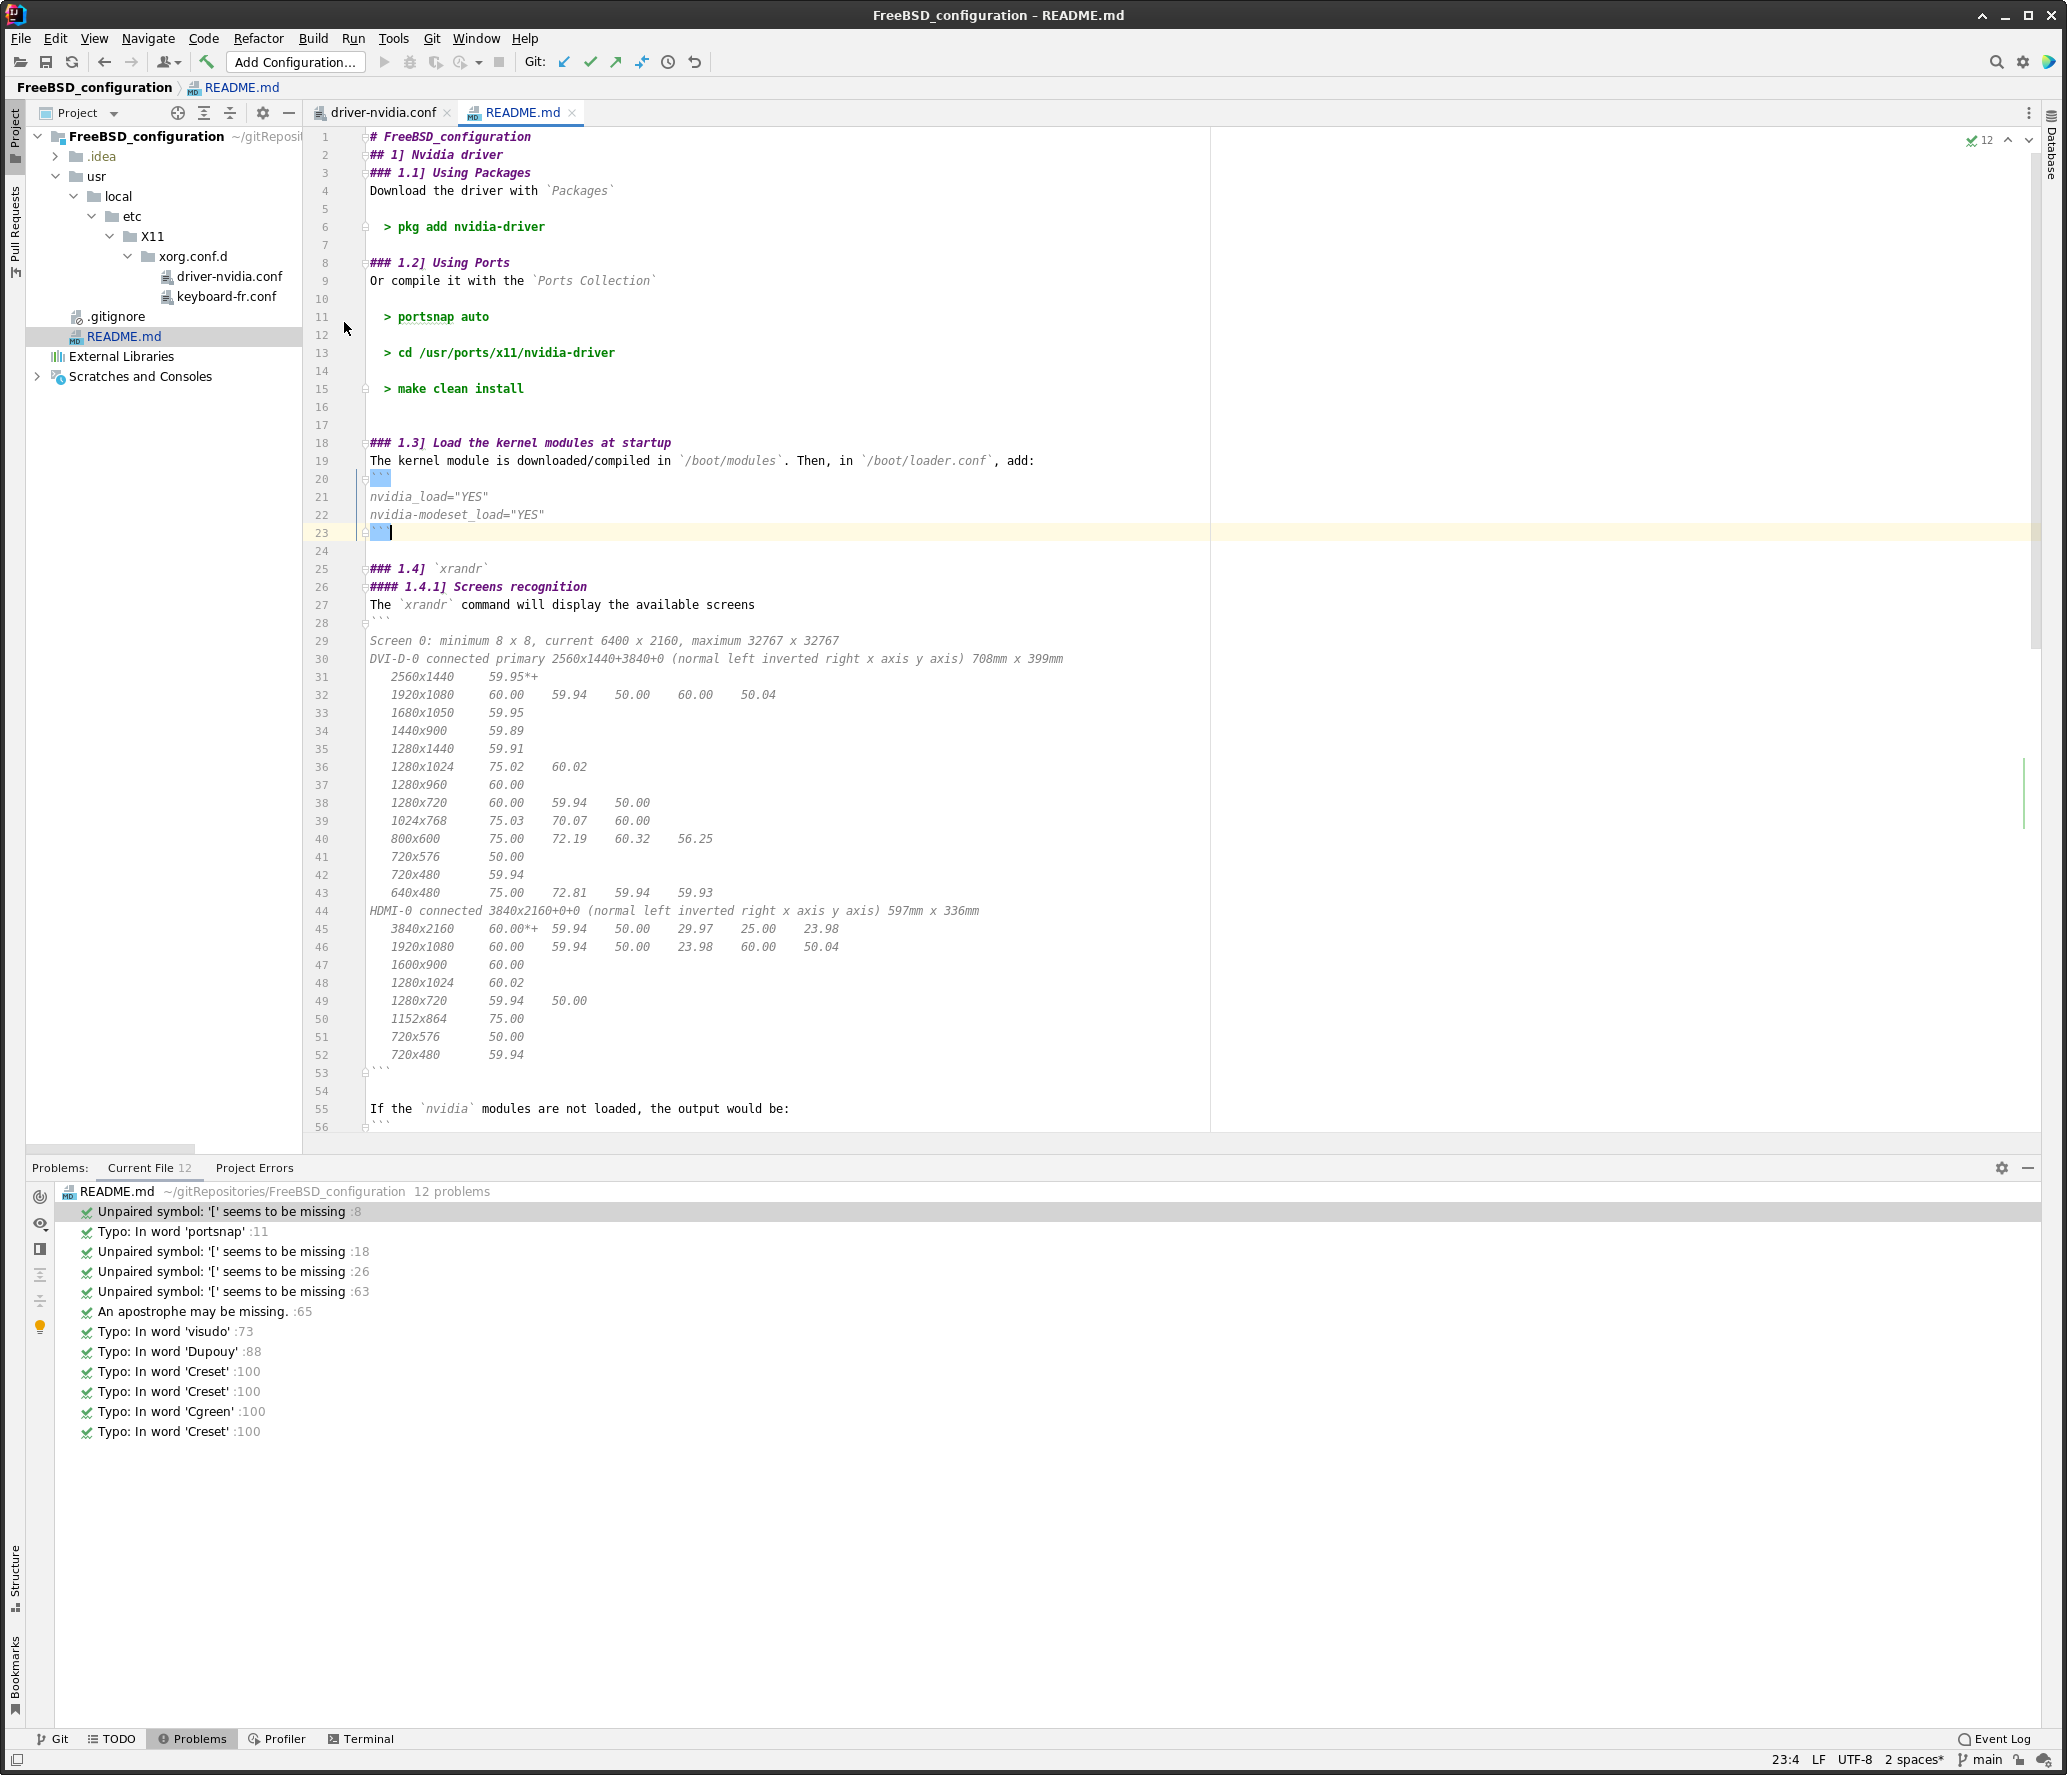 FreeBSD_configuration – README.md
File Edit View Navigate Code Refactor Build Run Tools Git Window Help
Add Configuration... Git:
FreeBSD_configuration README.md
Project
driver-nvidia.conf README.md
Project
Pull Requests
Structure
Bookmarks
Database
FreeBSD_configuration ~/gitReposit
.idea
usr
local
etc
X11
xorg.conf.d
driver-nvidia.conf
keyboard-fr.conf
.gitignore
README.md
External Libraries
Scratches and Consoles
12
1 # FreeBSD_configuration
2 ## 1] Nvidia driver
3 ### 1.1] Using Packages
4 Download the driver with `Packages`
5
6 > pkg add nvidia-driver
7
8 ### 1.2] Using Ports
9 Or compile it with the `Ports Collection`
10
11 > portsnap auto
12
13 > cd /usr/ports/x11/nvidia-driver
14
15 > make clean install
16
17
18 ### 1.3] Load the kernel modules at startup
19 The kernel module is downloaded/compiled in `/boot/modules`. Then, in `/boot/loader.conf`, add:
20 ```
21 nvidia_load="YES"
22 nvidia-modeset_load="YES"
23 ```
24
25 ### 1.4] `xrandr`
26 #### 1.4.1] Screens recognition
27 The `xrandr` command will display the available screens
28 ```
29 Screen 0: minimum 8 x 8, current 6400 x 2160, maximum 32767 x 32767
30 DVI-D-0 connected primary 2560x1440+3840+0 (normal left inverted right x axis y axis) 708mm x 399mm
31 2560x1440 59.95*+
32 1920x1080 60.00 59.94 50.00 60.00 50.04
33 1680x1050 59.95
34 1440x900 59.89
35 1280x1440 59.91
36 1280x1024 75.02 60.02
37 1280x960 60.00
38 1280x720 60.00 59.94 50.00
39 1024x768 75.03 70.07 60.00
40 800x600 75.00 72.19 60.32 56.25
41 720x576 50.00
42 720x480 59.94
43 640x480 75.00 72.81 59.94 59.93
44 HDMI-0 connected 3840x2160+0+0 (normal left inverted right x axis y axis) 597mm x 336mm
45 3840x2160 60.00*+ 59.94 50.00 29.97 25.00 23.98
46 1920x1080 60.00 59.94 50.00 23.98 60.00 50.04
47 1600x900 60.00
48 1280x1024 60.02
49 1280x720 59.94 50.00
50 1152x864 75.00
51 720x576 50.00
52 720x480 59.94
53 ```
54
55 If the `nvidia` modules are not loaded, the output would be:
56 ```
Problems: Current File 12 Project Errors
README.md ~/gitRepositories/FreeBSD_configuration 12 problems
Unpaired symbol: '[' seems to be missing :8
Typo: In word 'portsnap' :11
Unpaired symbol: '[' seems to be missing :18
Unpaired symbol: '[' seems to be missing :26
Unpaired symbol: '[' seems to be missing :63
An apostrophe may be missing. :65
Typo: In word 'visudo' :73
Typo: In word 'Dupouy' :88
Typo: In word 'Creset' :100
Typo: In word 'Creset' :100
Typo: In word 'Cgreen' :100
Typo: In word 'Creset' :100
Git TODO Problems Profiler Terminal Event Log
23:4 LF UTF-8 2 spaces* main